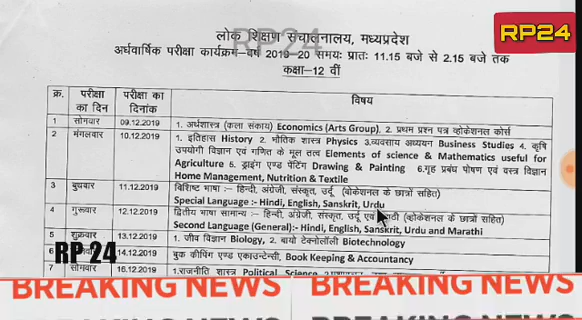 RP24
लोक शिक्षण संचालनालय, मध्यप्रदेश
RP24
अर्धवार्षिक परीक्षा कार्यक्रम–वर्ष 2019–20 समयः प्रातः 11.15 बजे से 2.15 बजे तक
कक्षा–12 वीं
क्र. परीक्षा का दिन परीक्षा का दिनांक विषय
1 सोमवार 09.12.2019 1. अर्थशास्त्र (कला संकाय) Economics (Arts Group), 2. प्रथम प्रश्न पत्र व्होकेशनल कोर्स
2 मंगलवार 10.12.2019 1. इतिहास History 2. भौतिक शास्त्र Physics 3.व्यवसाय अध्ययन Business Studies 4. कृषि
उपयोगी विज्ञान एवं गणित के मूल तत्व Elements of science & Mathematics useful for
Agriculture 5. ड्राइंग एण्ड पेंटिंग Drawing & Painting 6.गृह प्रबंध पोषण एवं वस्त्र विज्ञान
Home Management, Nutrition & Textile
3 बुधवार 11.12.2019 विशिष्ट भाषा :– हिन्दी, अंग्रेजी, संस्कृत, उर्दू (वोकेशनल के छात्रों सहित)
Special Language :- Hindi, English, Sanskrit, Urdu
4 गुरूवार 12.12.2019 द्वितीय भाषा सामान्य :– हिन्दी, अंग्रेजी, संस्कृत, उर्दू एवं (व्होकेशनल के छात्रों सहित)
Second Language (General):- Hindi, English, Sanskrit, Urdu and Marathi
5 शुक्रवार 13.12.2019 1. जीव विज्ञान Biology, 2. बायो टेक्नोलॉजी Biotechnology
6 14.12.2019 बुक कीपिंग एण्ड एकाउन्टेन्सी, Book Keeping & Accountancy
7 सोमवार 16.12.2019 1.राजनीति शास्त्र Political Science
RP 24
BREAKING NEWS BREAKING NEWS